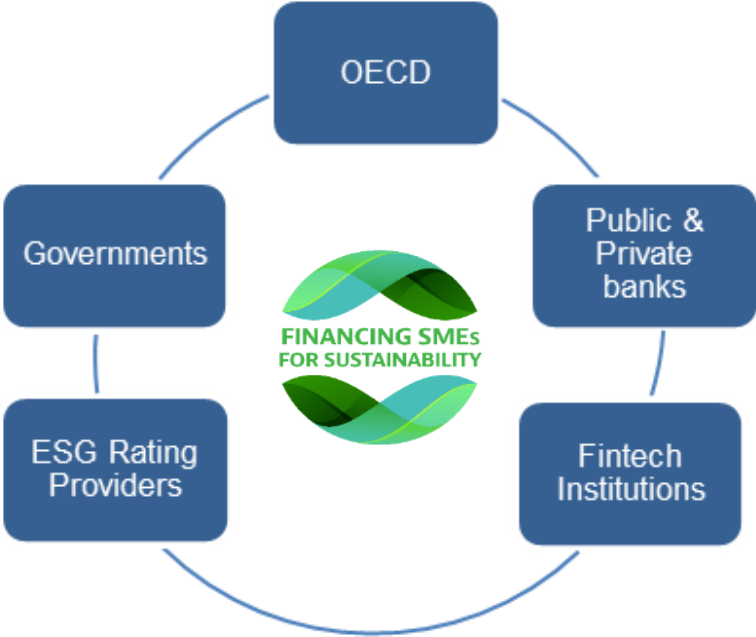 OECD
Public &
Private
banks
Fintech
Institutions
ESG Rating
Providers
Governments
FINANCING SMEs
FOR SUSTAINABILITY